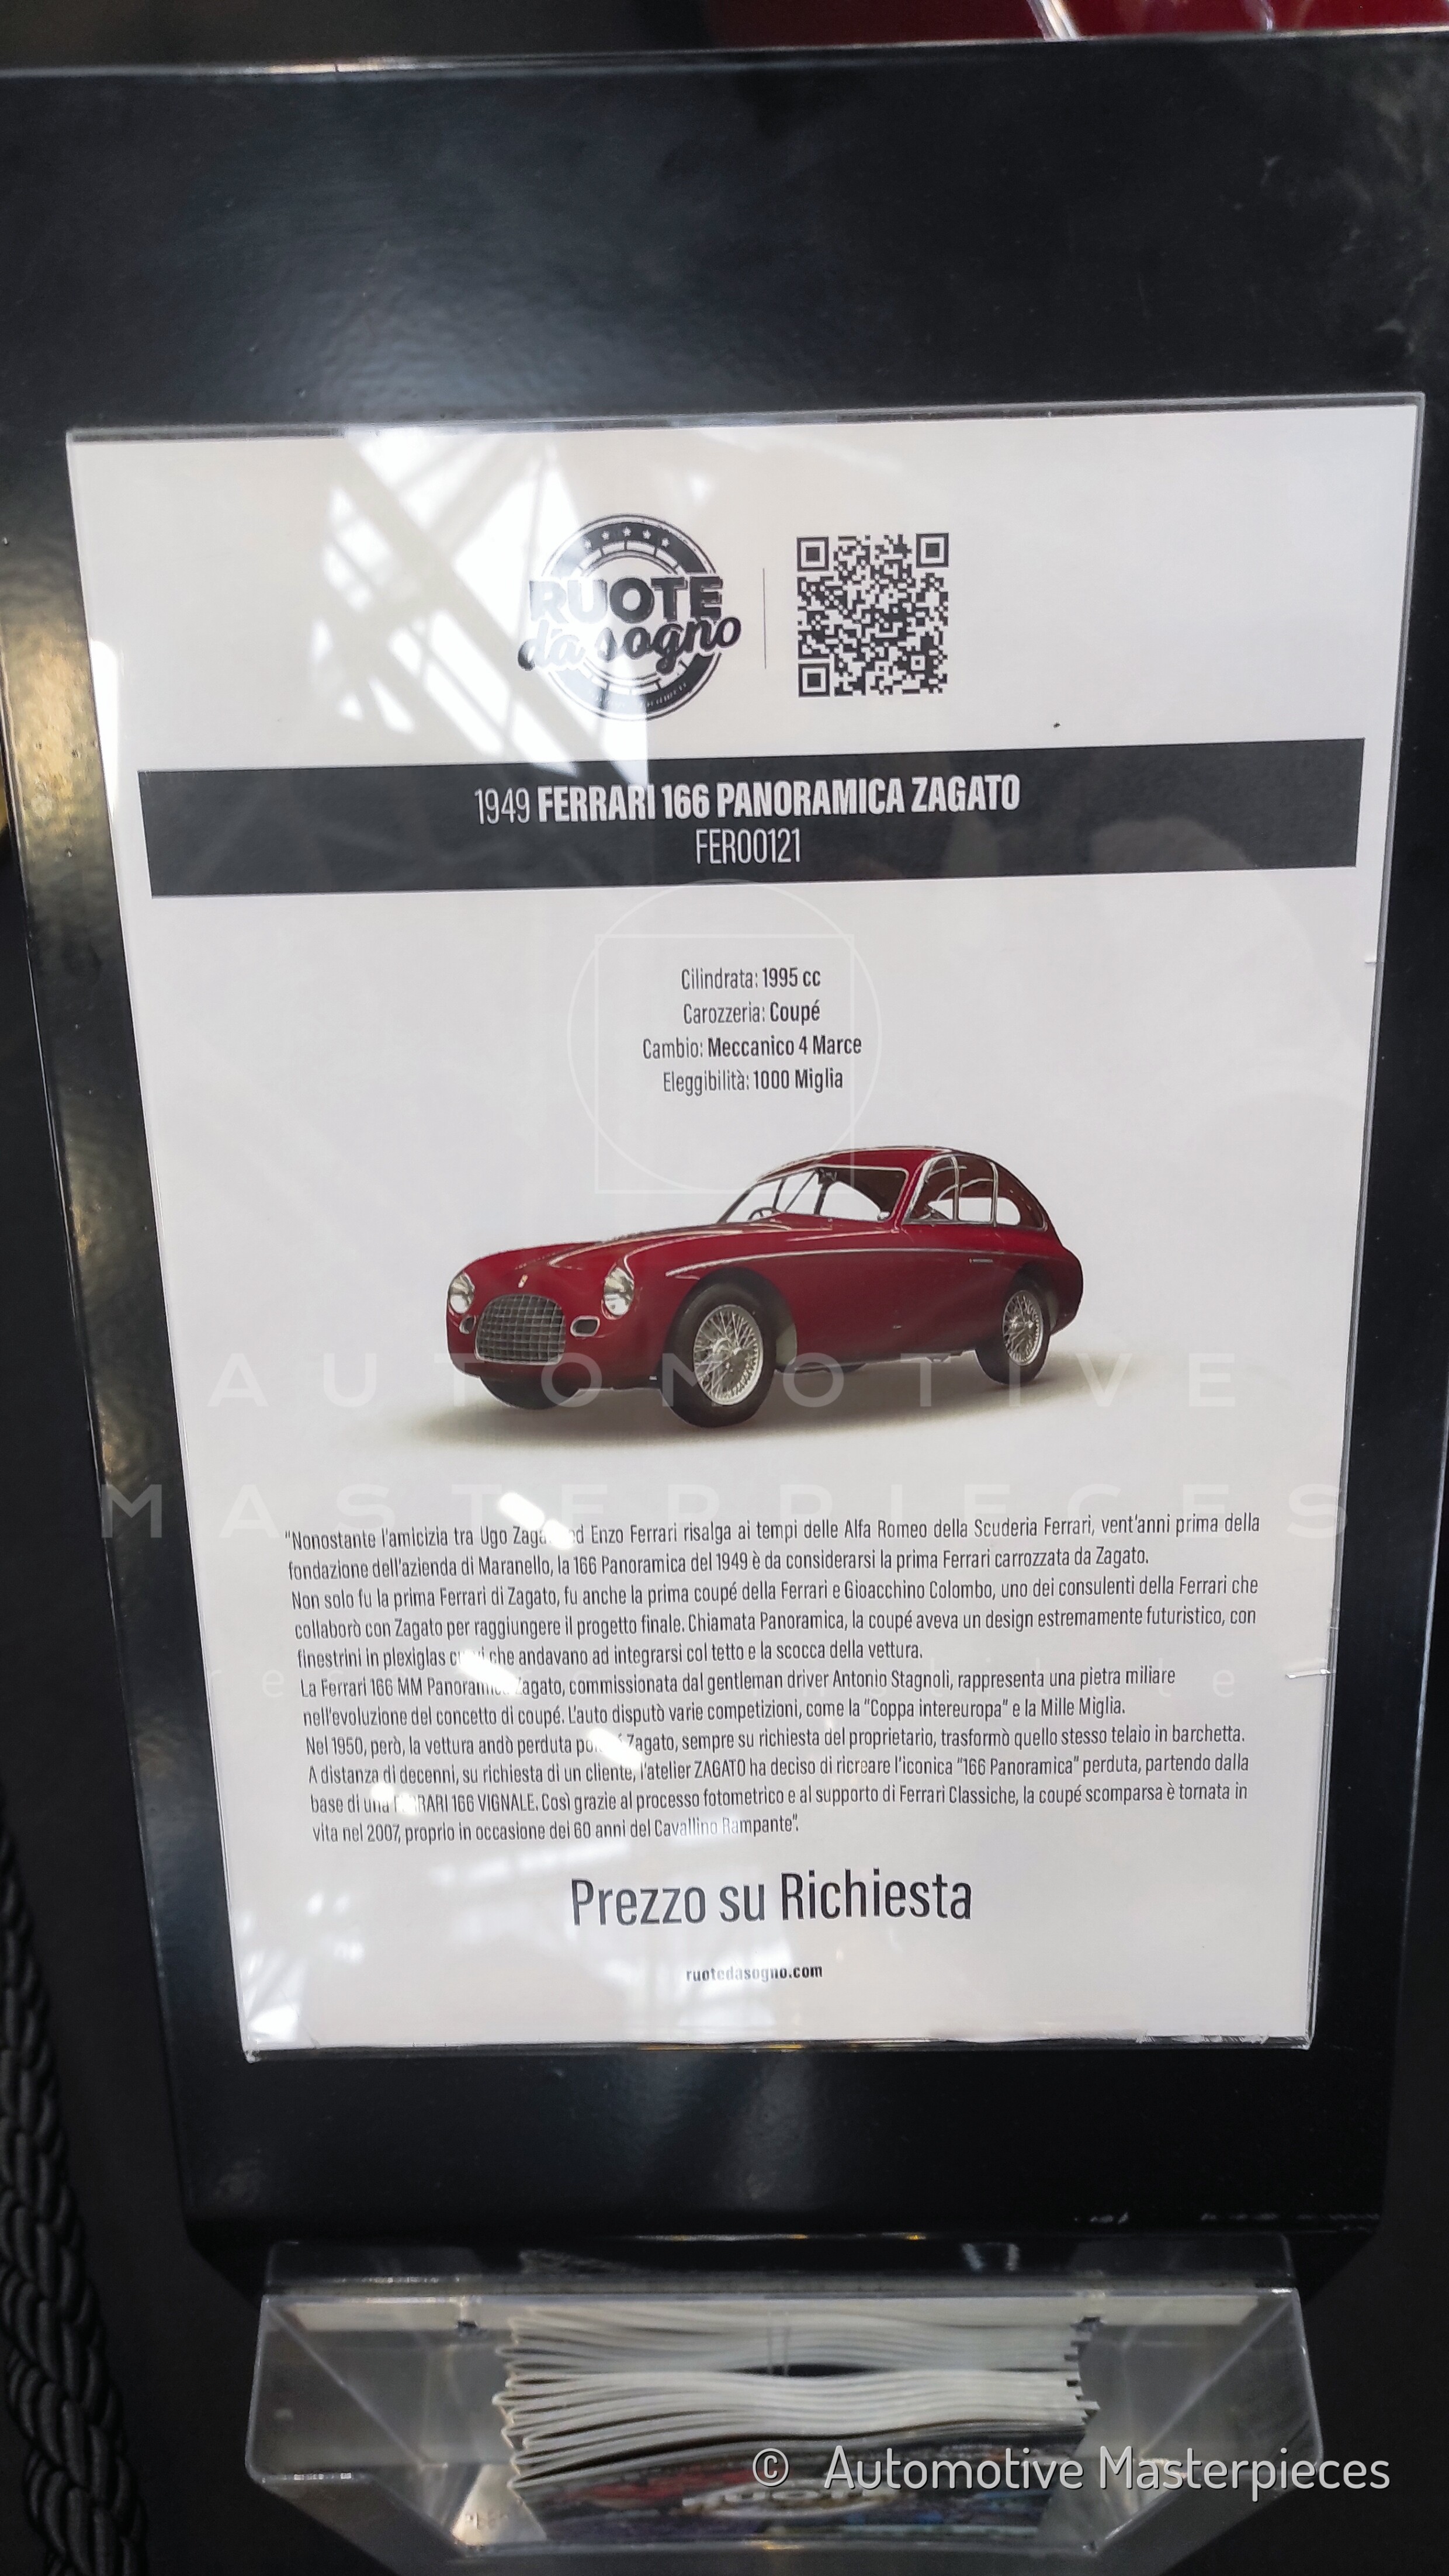 RUOTE
da sogno
1949 FERRARI 166 PANORAMICA ZAGATO
FER00121
Cilindrata: 1995 cc
Carozzeria: Coupé
Cambio: Meccanico 4 Marce
Eleggibilità: 1000 Miglia
AUTOMOTIVE
MASTERPIECES
"Nonostante l'amicizia tra Ugo Enzo Ferrari risalga ai tempi delle Alfa Romeo della Scuderia Ferrari, vent'anni prima della
fondazione dell'azienda di Maranello, la 166 Panoramica del 1949 è da considerarsi la prima Ferrari carrozzata da Zagato.
Non solo fu la prima Ferrari di Zagato, fu anche la prima coupé della Ferrari e Gioacchino Colombo, uno dei consulenti della Ferrari che
collaborò con Zagato per raggiungere il progetto finale. Chiamata Panoramica, la coupé aveva un design estremamente futuristico, con
finestrini in plexiglas che andavano ad integrarsi col tetto e la scocca della vettura.
La Ferrari 166 MM Zagato, commissionata dal gentleman driver Antonio Stagnoli, rappresenta una pietra miliare
nell'evoluzione del concetto di coupé. L'auto disputò varie competizioni, come la "Coppa intereuropa" e la Mille Miglia.
Nel 1950, però, la vettura andò perduta Zagato, sempre su richiesta del proprietario, trasformò quello stesso telaio in barchetta.
A distanza di decenni, su richiesta di un cliente, l'atelier ZAGATO ha deciso di ricreare l'iconica "166 Panoramica" perduta, partendo dalla
base di una 166 VIGNALE. Così grazie al processo fotometrico e al supporto di Ferrari Classiche, la coupé scomparsa è tornata in
vita nel 2007, proprio in occasione dei 60 anni del Cavallino Rampante".
Prezzo su Richiesta
ruotedasogno.com
© Automotive Masterpieces